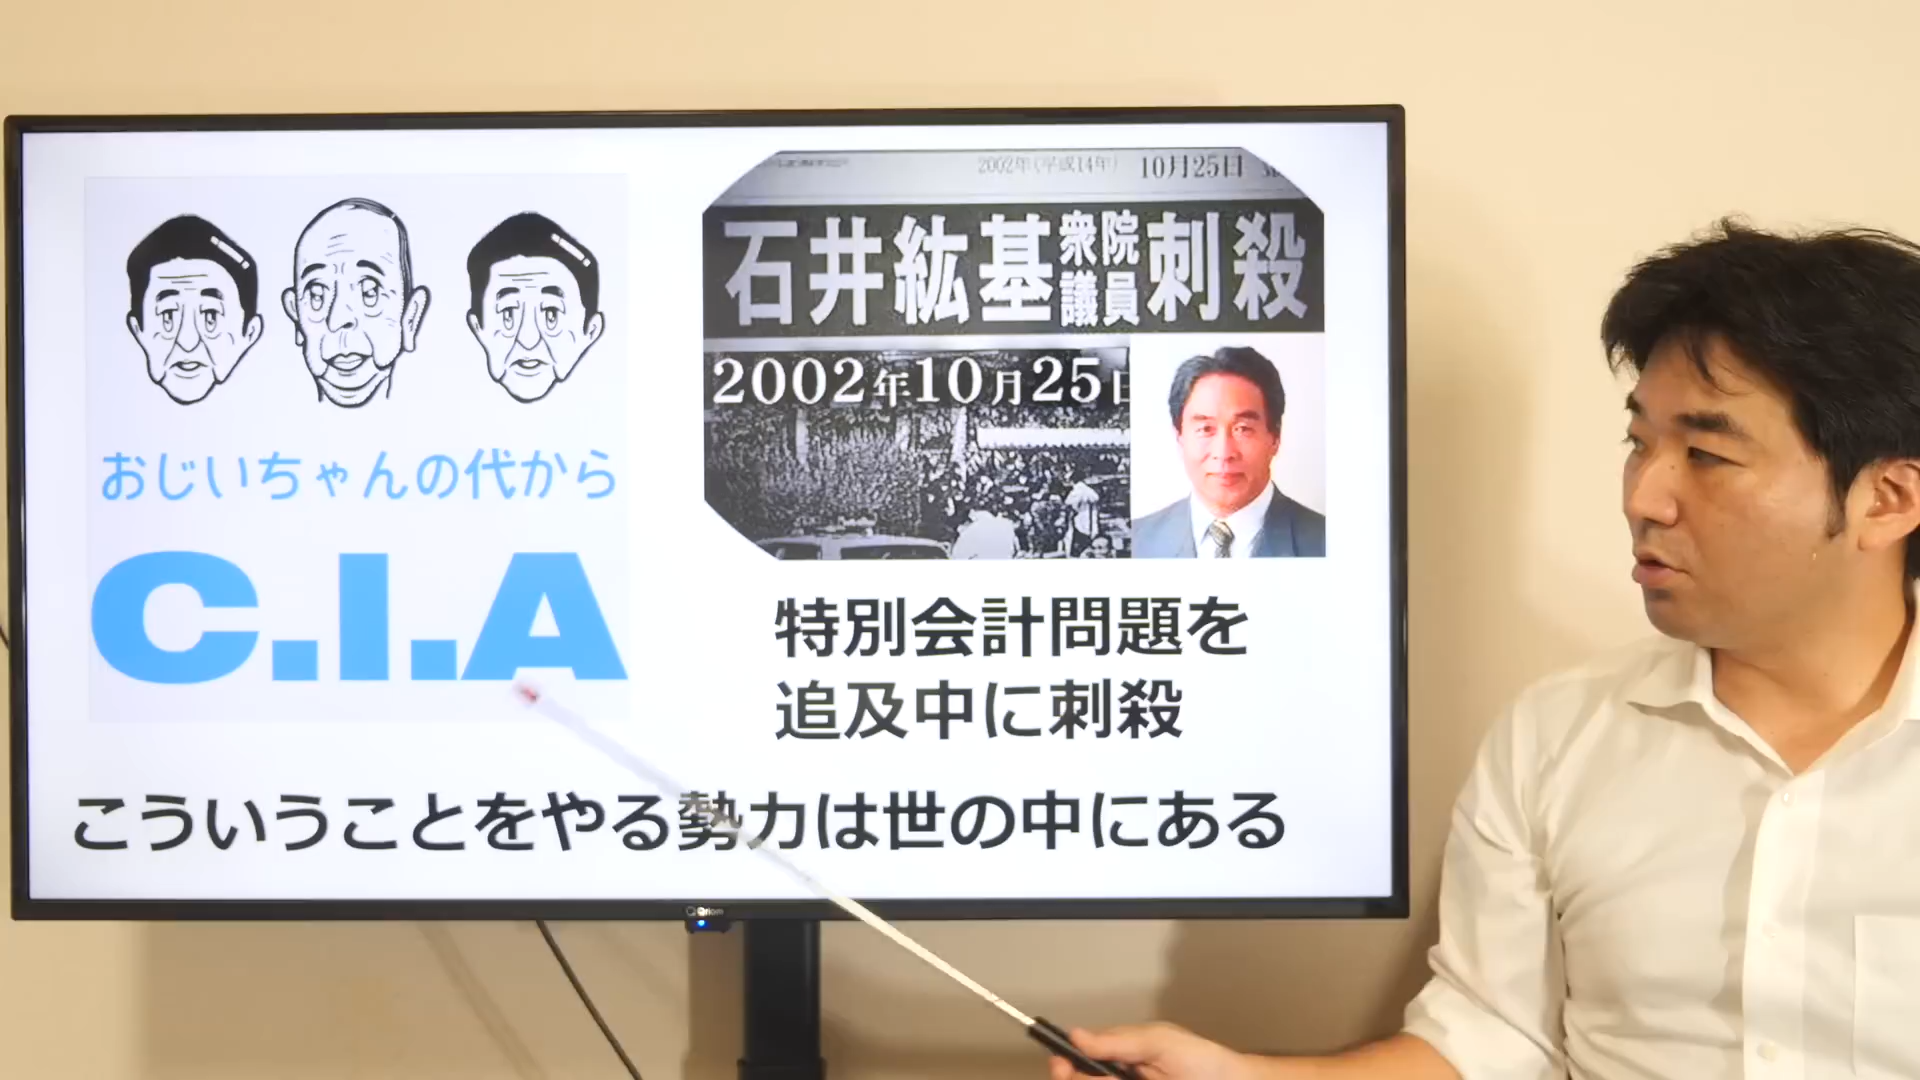 おじいちゃんの代から
C.I.A
2002年(平成14年) 10月25日
石井紘基衆院議員刺殺
2002年10月25日
特別会計問題を
追及中に刺殺
こういうことをやる勢力は世の中にある